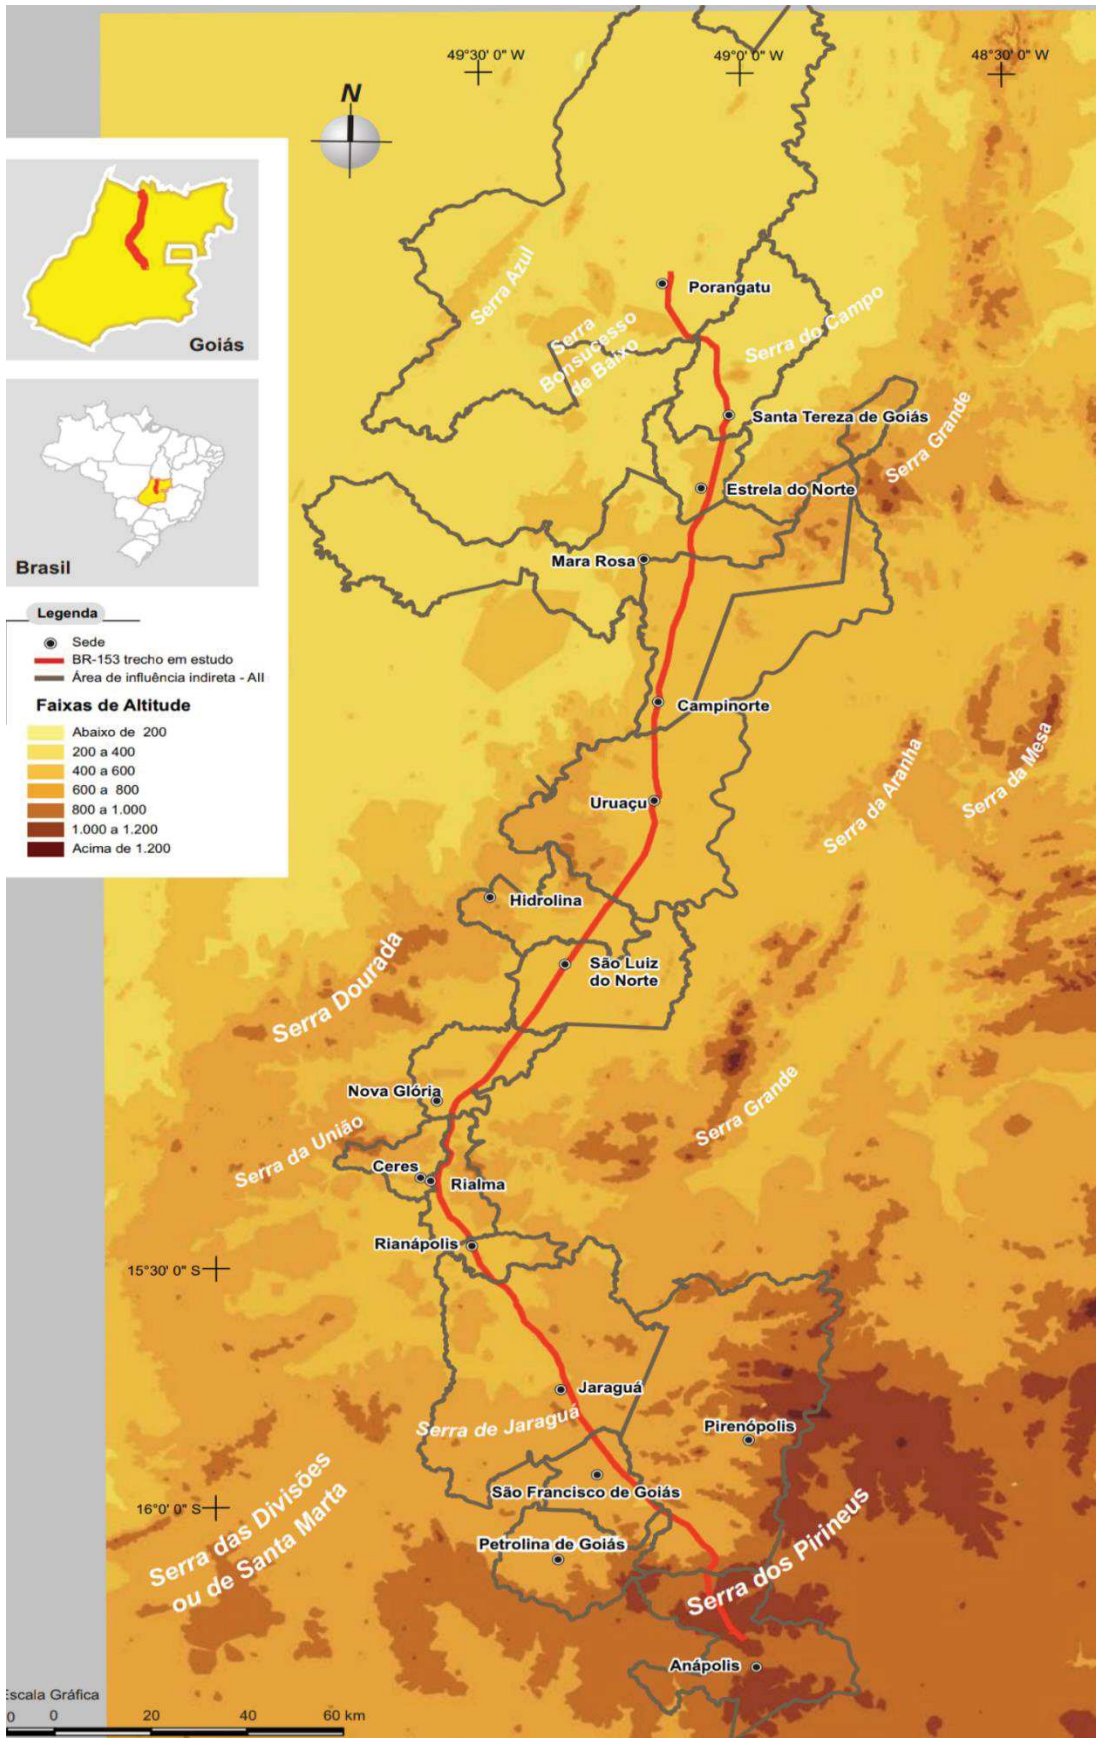 49°30' 0" W
49°0' 0" W
48°30' 0" W
N
Goiás
Brasil
Legenda
Sede
BR-153 trecho em estudo
Área de influência indireta - AII
Faixas de Altitude
Abaixo de 200
200 a 400
400 a 600
600 a 800
800 a 1.000
1.000 a 1.200
Acima de 1.200
Serra Azul
Porangatu
Serra
Bonsucesso
de Baixo
Serra do Campo
Santa Tereza de Goiás
Serra Grande
Estrela do Norte
Mara Rosa
Campinorte
Serra da Aranha
Serra da Mesa
Uruaçu
Hidrolina
Serra Dourada
São Luiz
do Norte
Nova Glória
Serra Grande
Serra da União
Ceres
Rialma
Rianápolis
15°30' 0" S
Jaraguá
Serra de Jaraguá
Pirenópolis
São Francisco de Goiás
16°0' 0" S
Serra das Divisões
ou de Santa Marta
Petrolina de Goiás
Serra dos Pirineus
Anápolis
Escala Gráfica
0 0 20 40 60 km